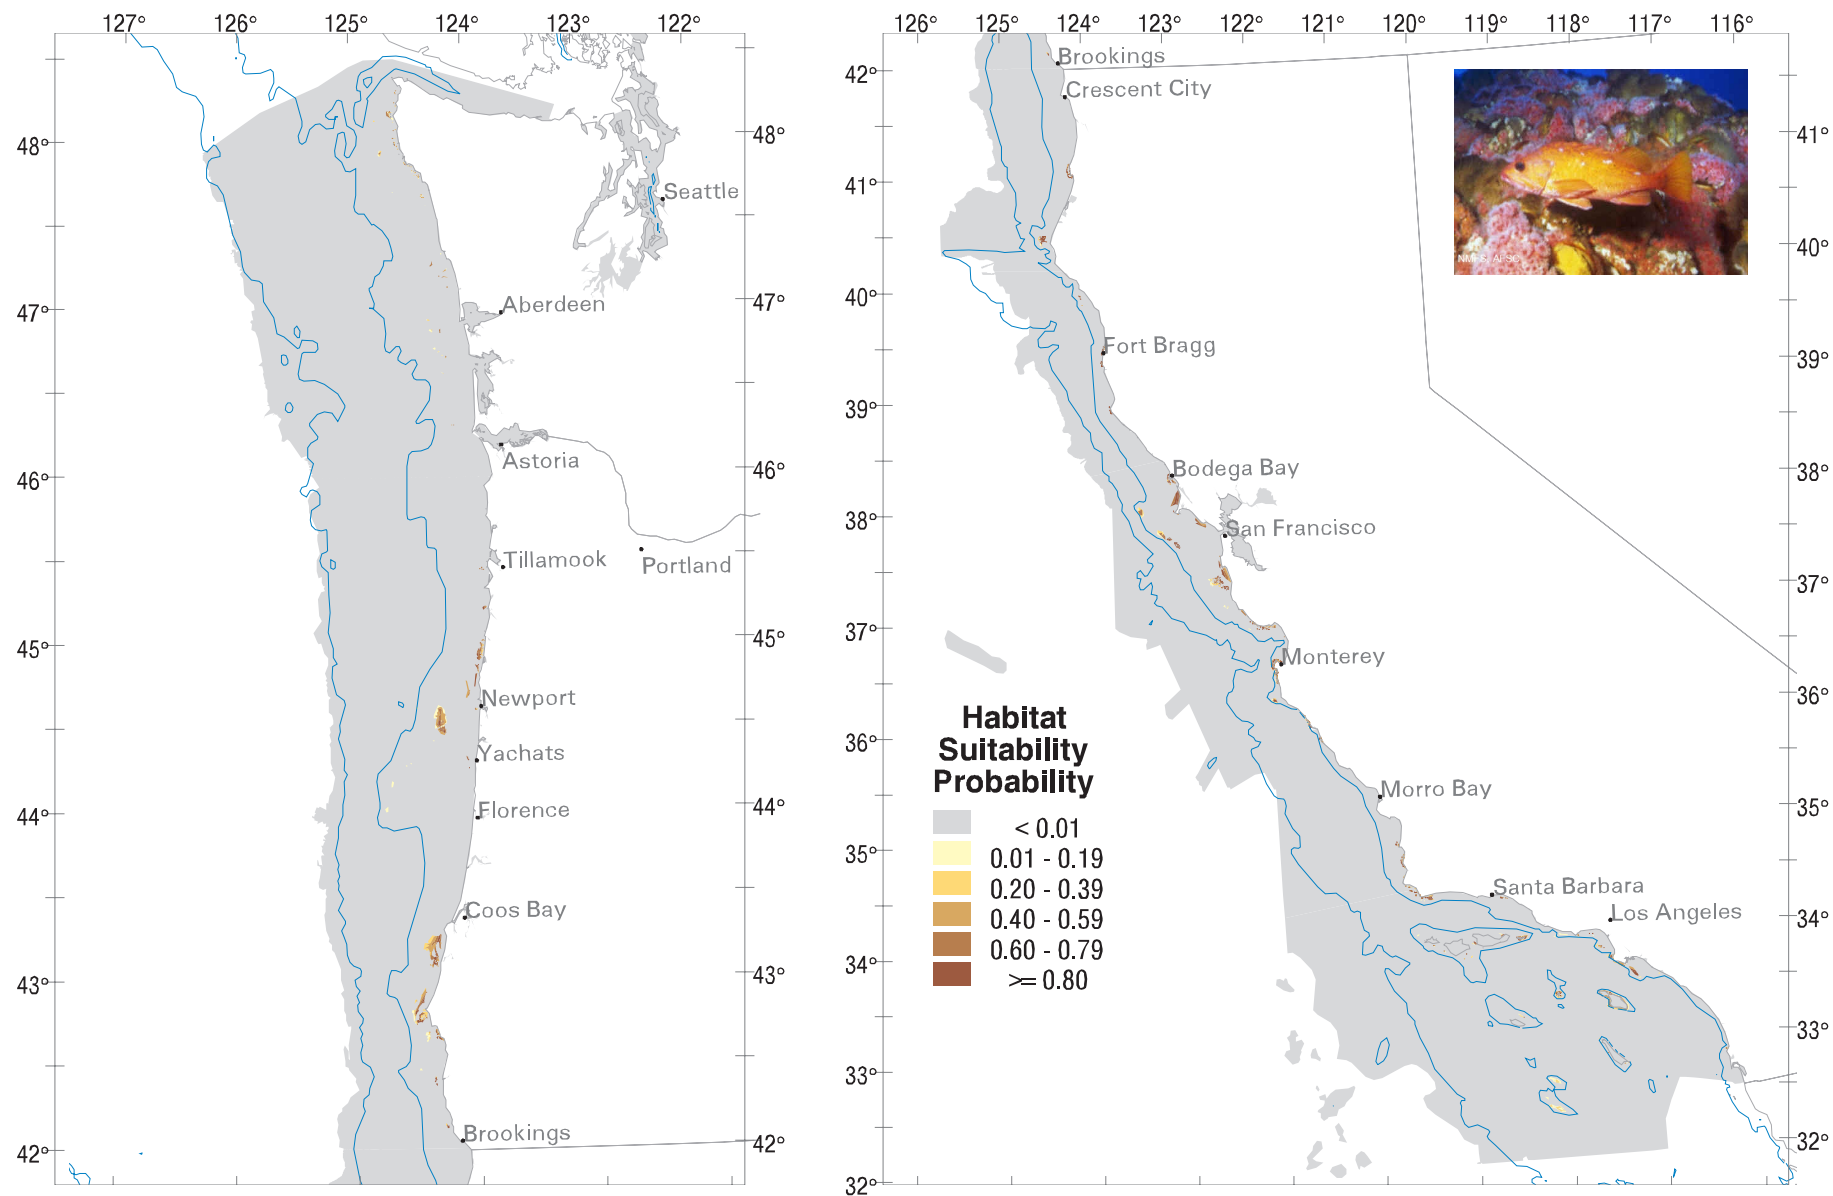 127° 126° 125° 124° 123° 122°
48° 48°
Seattle
47° 47°
Aberdeen
46° 46°
Astoria
Tillamook
Portland
45° 45°
Newport
Yachats
44° 44°
Florence
Coos Bay
43° 43°
42° 42°
Brookings
126° 125° 124° 123° 122° 121° 120° 119° 118° 117° 116°
42°
Brookings
Crescent City
41° 41°
40° 40°
NMFS, AFSC
Fort Bragg
39° 39°
Bodega Bay
38° 38°
San Francisco
37° 37°
Monterey
36° 36°
Morro Bay
35° 35°
Santa Barbara
Los Angeles
34° 34°
33° 33°
32° 32°
Habitat
Suitability
Probability
< 0.01
0.01 - 0.19
0.20 - 0.39
0.40 - 0.59
0.60 - 0.79
>= 0.80